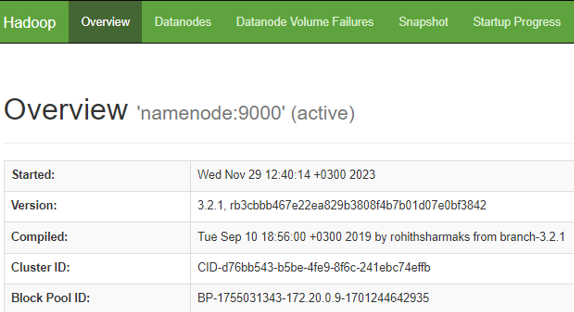 Hadoop Overview Datanodes Datanode Volume Failures Snapshot Startup Progress
Overview 'namenode:9000' (active)
Started: Wed Nov 29 12:40:14 +0300 2023
Version: 3.2.1, rb3cbbb467e22ea829b3808f4b7b01d07e0bf3842
Compiled: Tue Sep 10 18:56:00 +0300 2019 by rohithsharmaks from branch-3.2.1
Cluster ID: CID-d76bb543-b5be-4fe9-8f6c-241ebc74effb
Block Pool ID: BP-1755031343-172.20.0.9-1701244642935